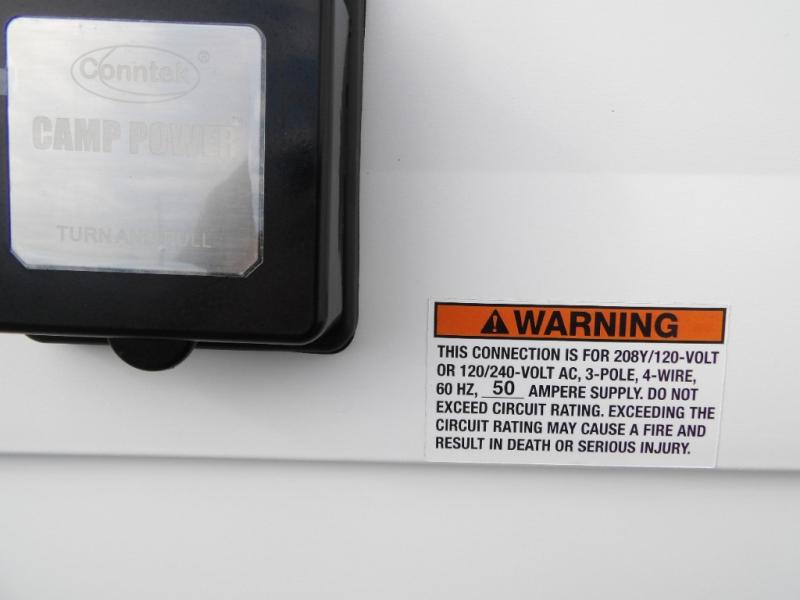 Conntek®
CAMP POWER
TURN AND PULL
WARNING
THIS CONNECTION IS FOR 208Y/120-VOLT
OR 120/240-VOLT AC, 3-POLE, 4-WIRE,
60 HZ, 50 AMPERE SUPPLY. DO NOT
EXCEED CIRCUIT RATING. EXCEEDING THE
CIRCUIT RATING MAY CAUSE A FIRE AND
RESULT IN DEATH OR SERIOUS INJURY.